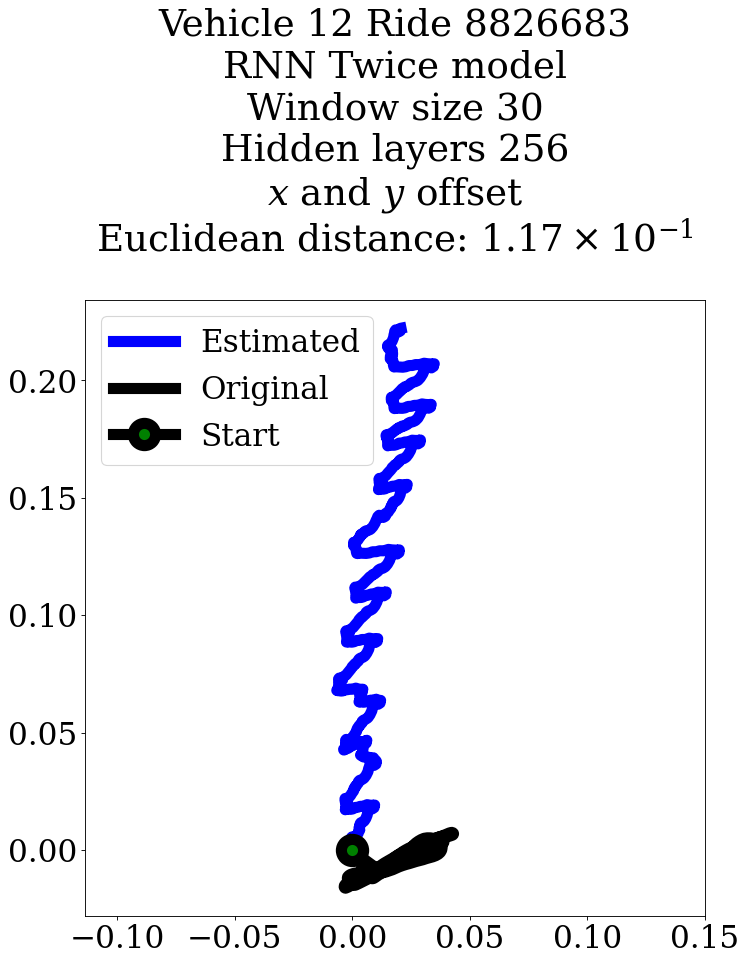 Vehicle 12 Ride 8826683
RNN Twice model
Window size 30
Hidden layers 256
x and y offset
Euclidean distance: 1.17 × 10⁻¹
Estimated
Original
Start
0.20
0.15
0.10
0.05
0.00
−0.10 −0.05 0.00 0.05 0.10 0.15